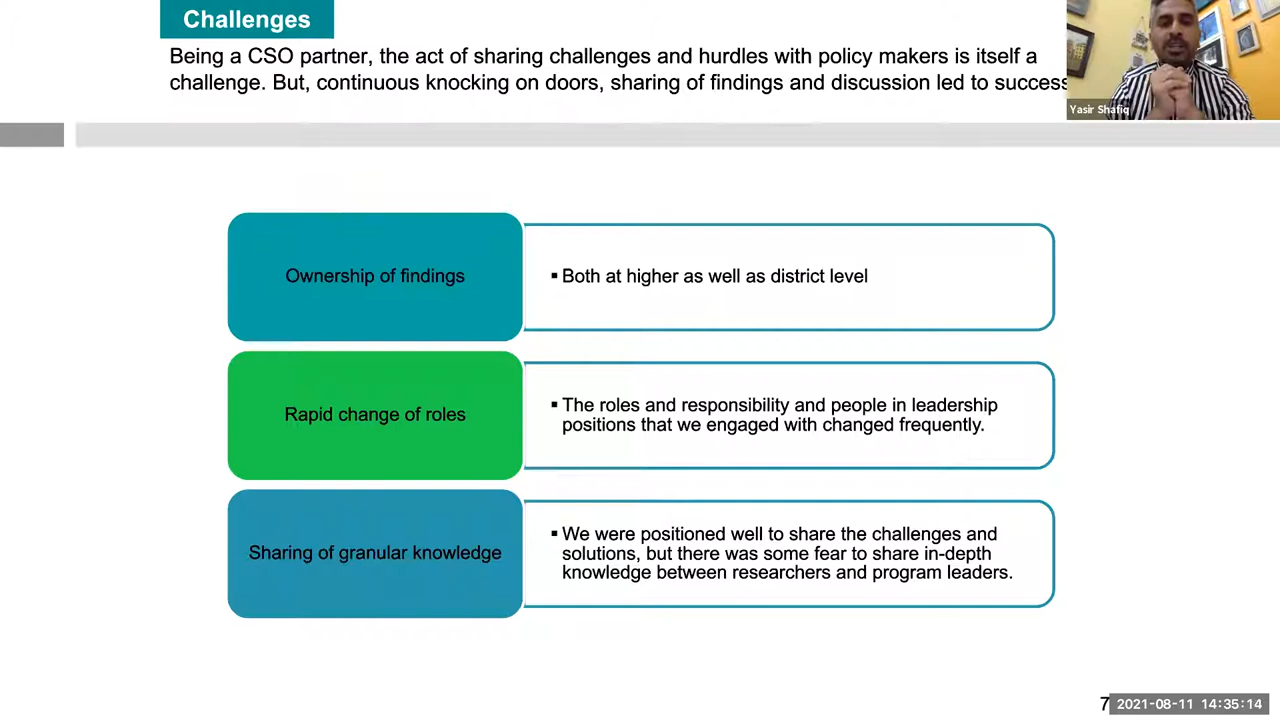 Challenges
Being a CSO partner, the act of sharing challenges and hurdles with policy makers is itself a
challenge. But, continuous knocking on doors, sharing of findings and discussion led to success
Yasir Shafiq
Ownership of findings
▪ Both at higher as well as district level
Rapid change of roles
▪ The roles and responsibility and people in leadership
positions that we engaged with changed frequently.
Sharing of granular knowledge
▪ We were positioned well to share the challenges and
solutions, but there was some fear to share in-depth
knowledge between researchers and program leaders.
7
2021-08-11 14:35:14